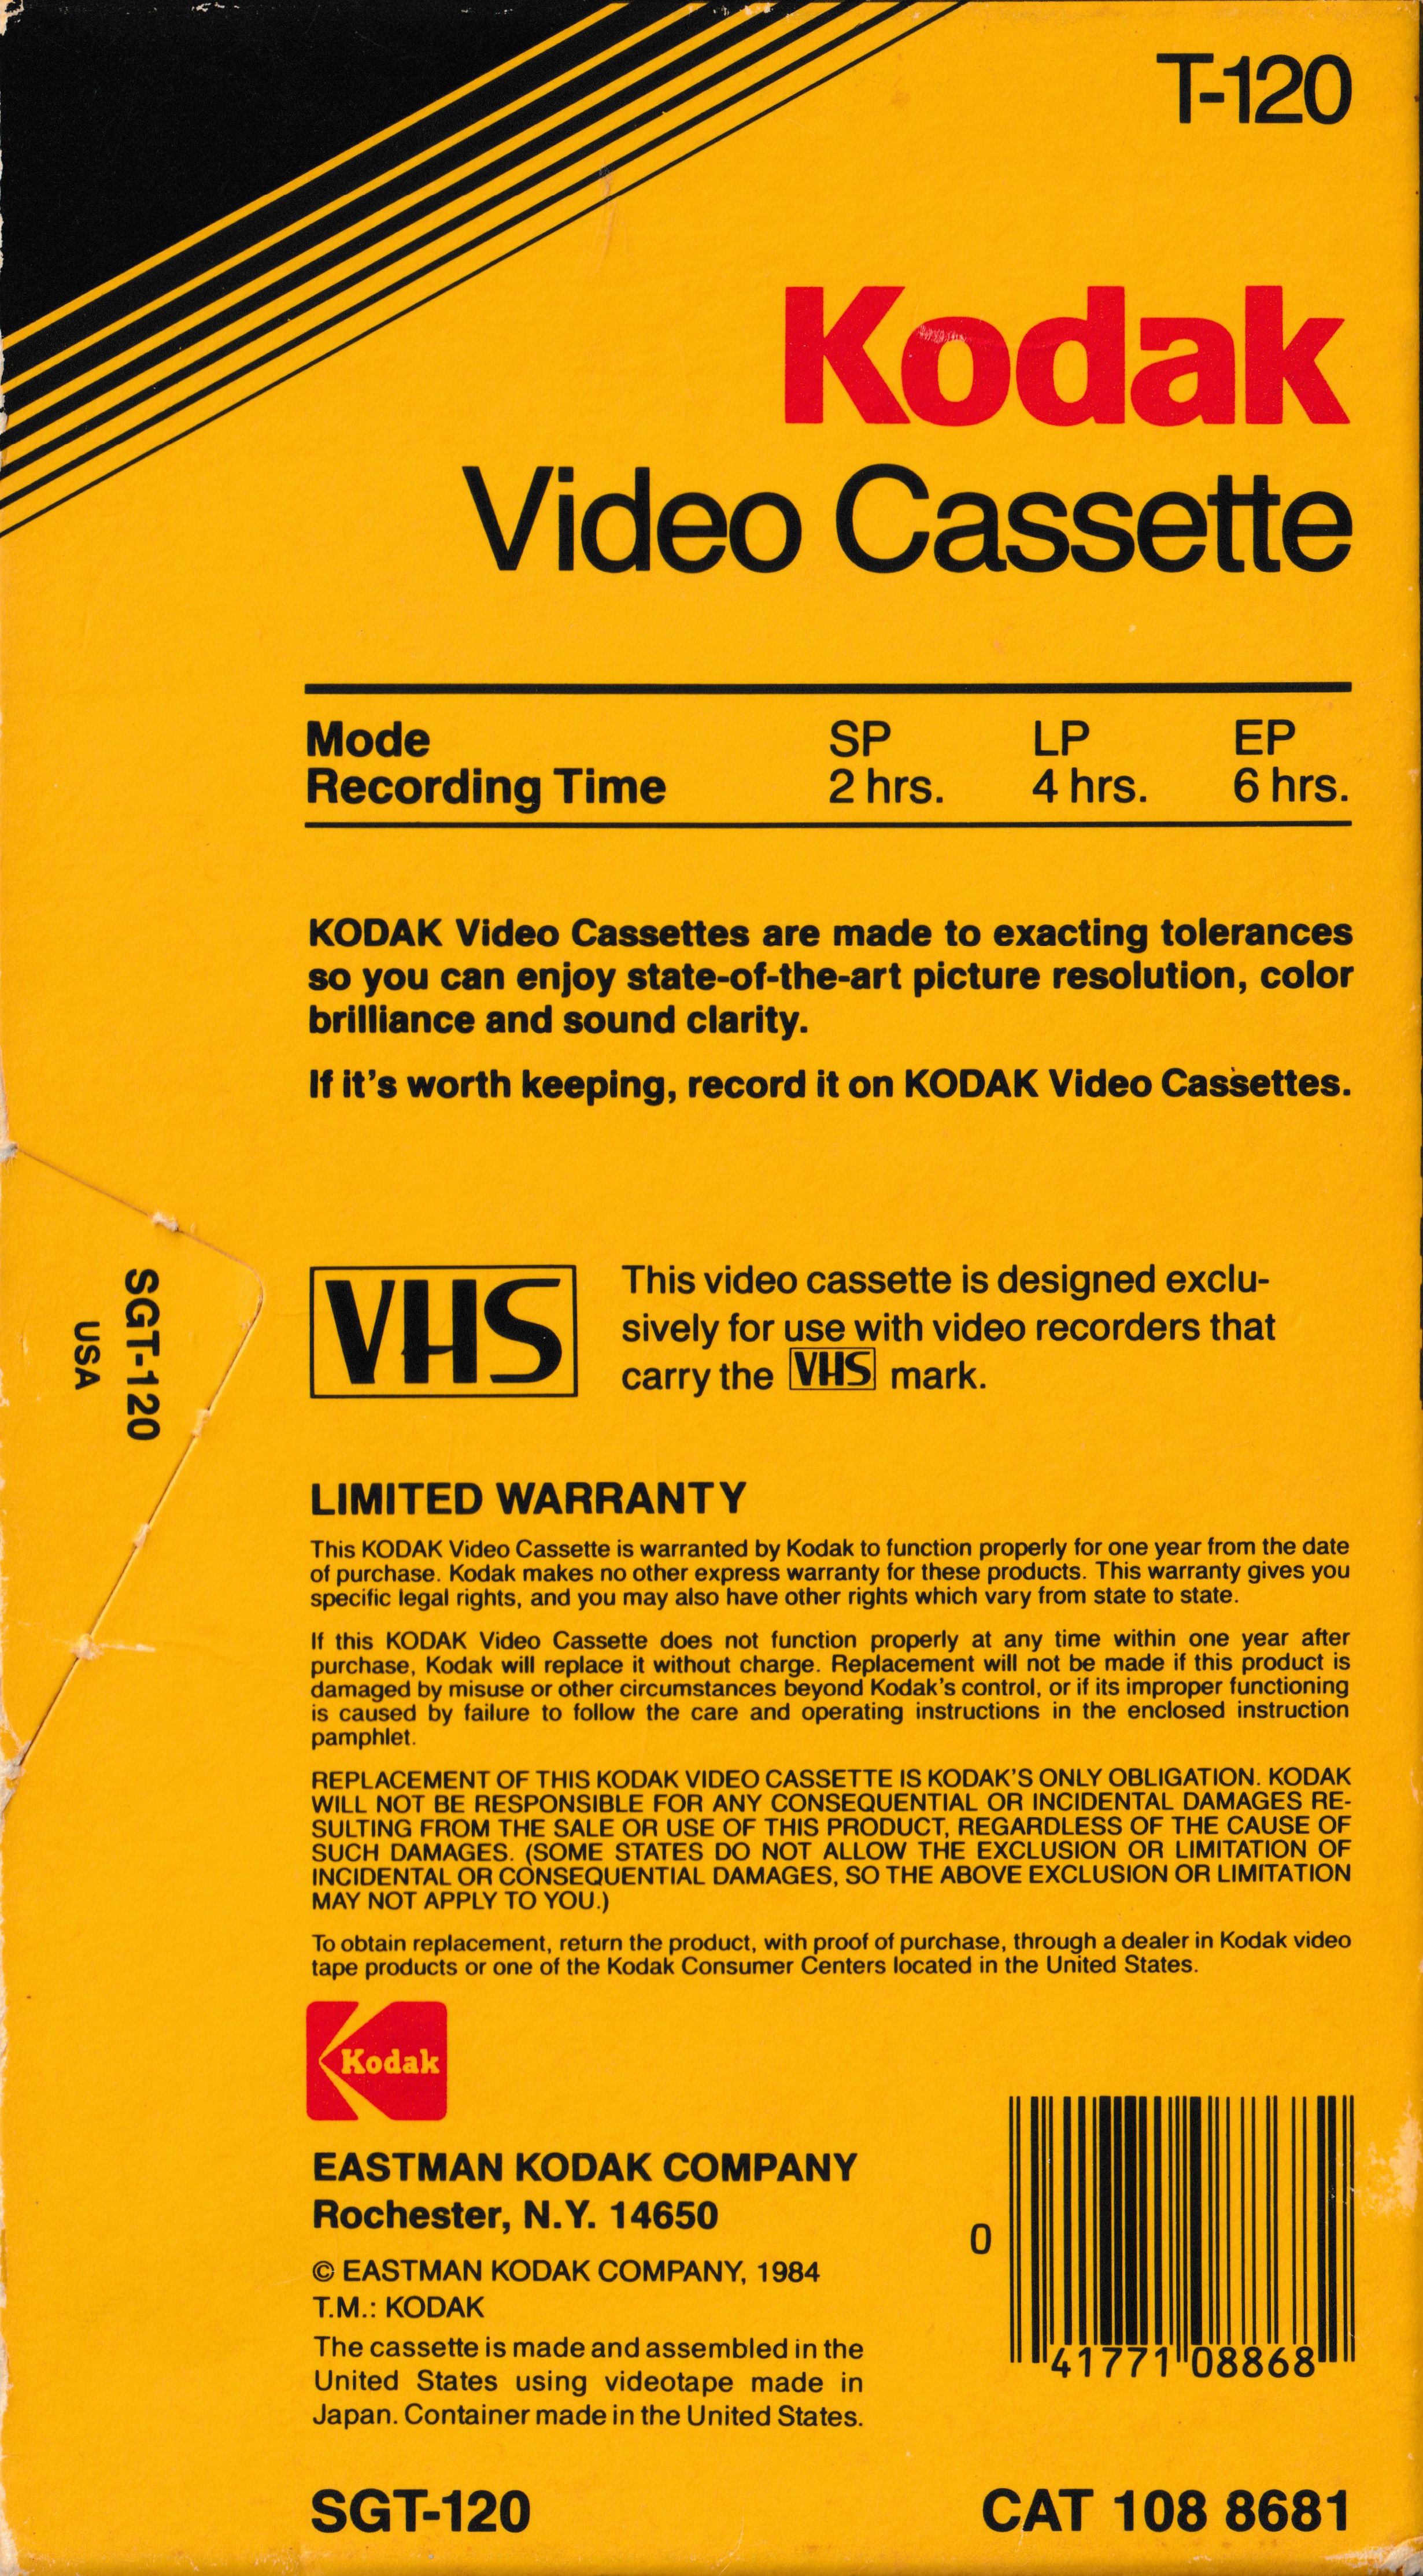 T-120
Kodak
Video Cassette
Mode SP LP EP
Recording Time 2 hrs. 4 hrs. 6 hrs.
KODAK Video Cassettes are made to exacting tolerances
so you can enjoy state-of-the-art picture resolution, color
brilliance and sound clarity.
If it's worth keeping, record it on KODAK Video Cassettes.
SGT-120
USA
VHS
This video cassette is designed exclu-
sively for use with video recorders that
carry the VHS mark.
LIMITED WARRANTY
This KODAK Video Cassette is warranted by Kodak to function properly for one year from the date
of purchase. Kodak makes no other express warranty for these products. This warranty gives you
specific legal rights, and you may also have other rights which vary from state to state.
If this KODAK Video Cassette does not function properly at any time within one year after
purchase, Kodak will replace it without charge. Replacement will not be made if this product is
damaged by misuse or other circumstances beyond Kodak's control, or if its improper functioning
is caused by failure to follow the care and operating instructions in the enclosed instruction
pamphlet.
REPLACEMENT OF THIS KODAK VIDEO CASSETTE IS KODAK'S ONLY OBLIGATION. KODAK
WILL NOT BE RESPONSIBLE FOR ANY CONSEQUENTIAL OR INCIDENTAL DAMAGES RE-
SULTING FROM THE SALE OR USE OF THIS PRODUCT, REGARDLESS OF THE CAUSE OF
SUCH DAMAGES. (SOME STATES DO NOT ALLOW THE EXCLUSION OR LIMITATION OF
INCIDENTAL OR CONSEQUENTIAL DAMAGES, SO THE ABOVE EXCLUSION OR LIMITATION
MAY NOT APPLY TO YOU.)
To obtain replacement, return the product, with proof of purchase, through a dealer in Kodak video
tape products or one of the Kodak Consumer Centers located in the United States.
Kodak
EASTMAN KODAK COMPANY
Rochester, N.Y. 14650
© EASTMAN KODAK COMPANY, 1984
T.M.: KODAK
The cassette is made and assembled in the
United States using videotape made in
Japan. Container made in the United States.
0 41771 08868
SGT-120
CAT 108 8681